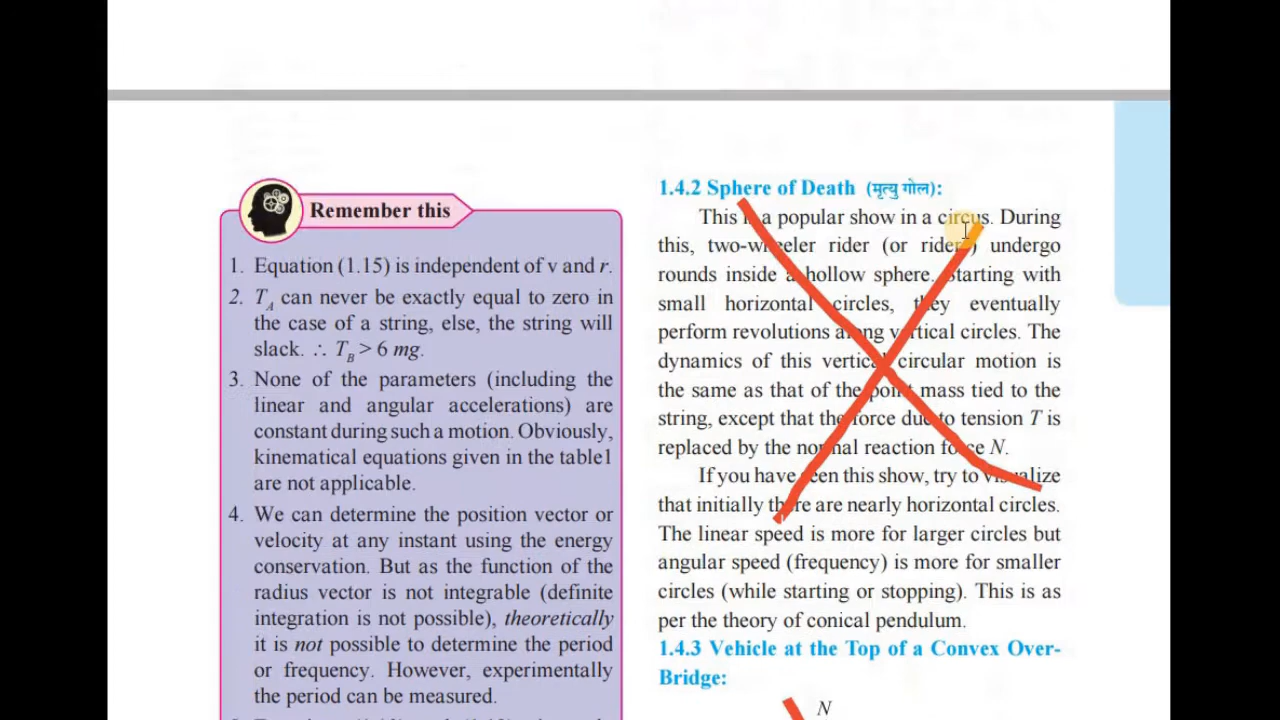 Remember this
1. Equation (1.15) is independent of v and r.
2. T_A can never be exactly equal to zero in
the case of a string, else, the string will
slack. ∴ T_B > 6 mg.
3. None of the parameters (including the
linear and angular accelerations) are
constant during such a motion. Obviously,
kinematical equations given in the table1
are not applicable.
4. We can determine the position vector or
velocity at any instant using the energy
conservation. But as the function of the
radius vector is not integrable (definite
integration is not possible), theoretically
it is not possible to determine the period
or frequency. However, experimentally
the period can be measured.
1.4.2 Sphere of Death (मृत्यु गोल):
This is a popular show in a circus. During
this, two-wheeler rider (or riders) undergo
rounds inside a hollow sphere. Starting with
small horizontal circles, they eventually
perform revolutions along vertical circles. The
dynamics of this vertical circular motion is
the same as that of the point mass tied to the
string, except that the force due to tension T is
replaced by the normal reaction force N.
If you have seen this show, try to visualize
that initially there are nearly horizontal circles.
The linear speed is more for larger circles but
angular speed (frequency) is more for smaller
circles (while starting or stopping). This is as
per the theory of conical pendulum.
1.4.3 Vehicle at the Top of a Convex Over-
Bridge:
N